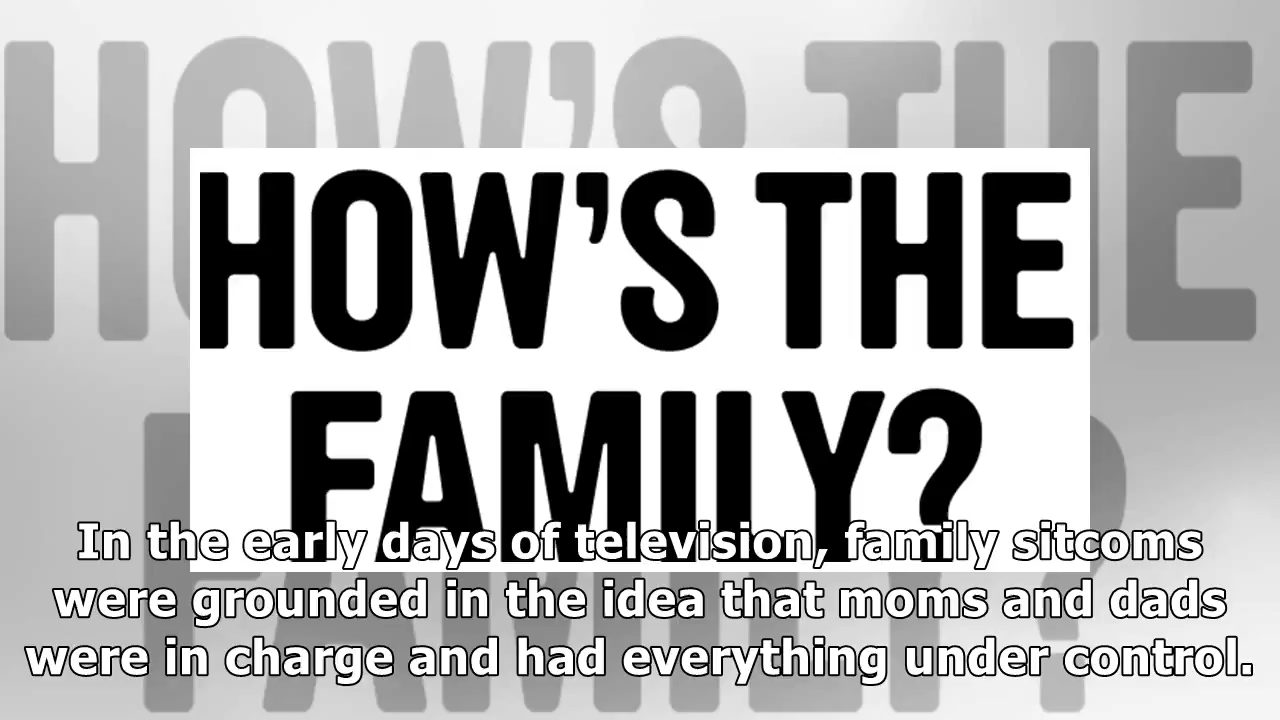 HOW'S THE
FAMILY?
In the early days of television, family sitcoms
were grounded in the idea that moms and dads
were in charge and had everything under control.